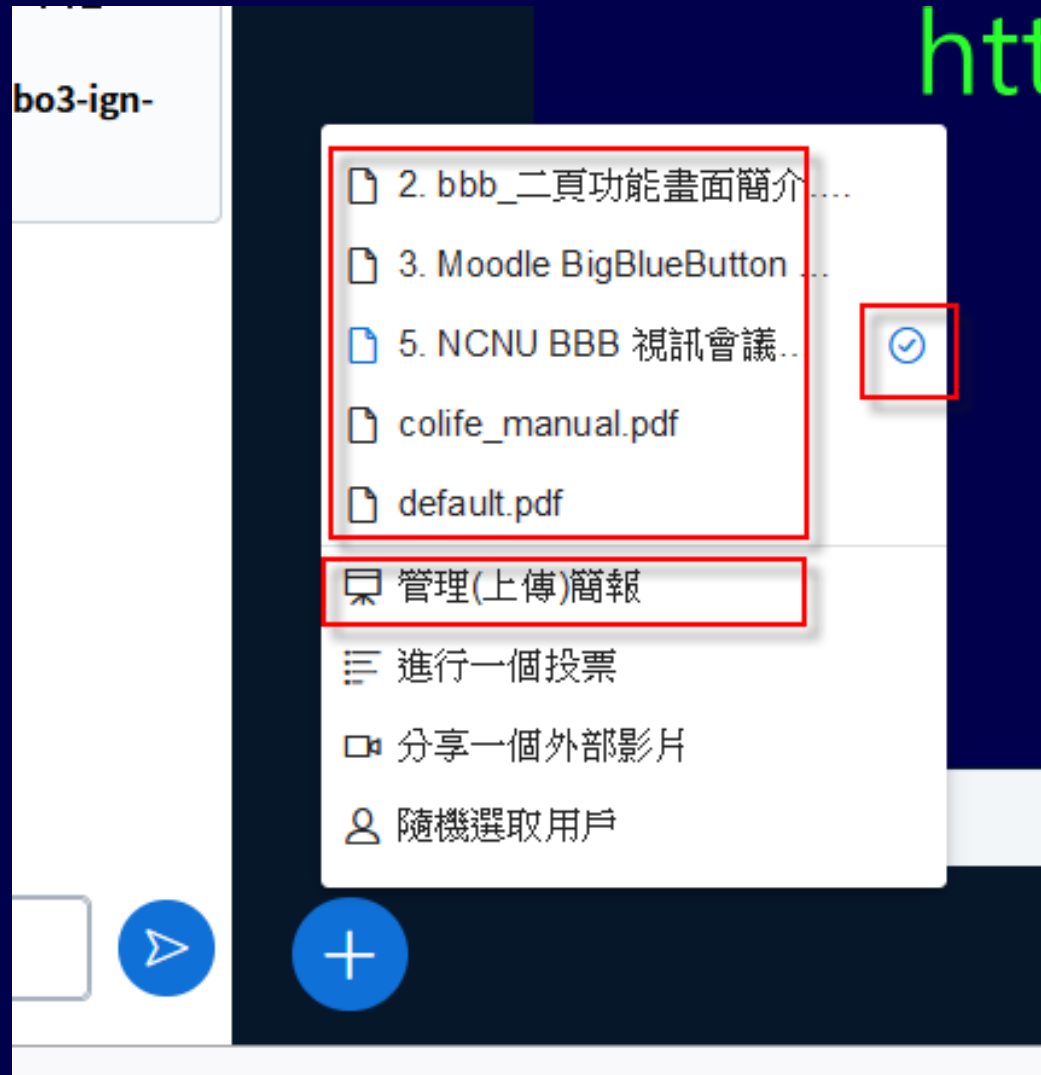 bo3-ign-
htt
2. bbb_二頁功能畫面簡介....
3. Moodle BigBlueButton ...
5. NCNU BBB 視訊會議...
colife_manual.pdf
default.pdf
管理(上傳)簡報
進行一個投票
分享一個外部影片
隨機選取用戶